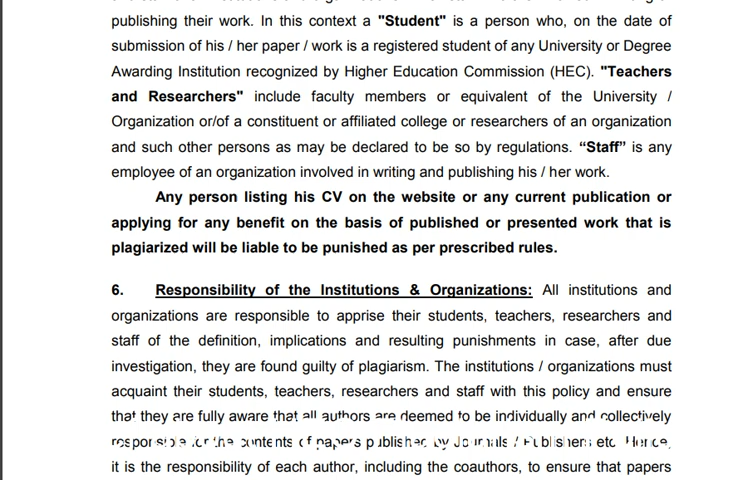 publishing their work. In this context a "Student" is a person who, on the date of
submission of his / her paper / work is a registered student of any University or Degree
Awarding Institution recognized by Higher Education Commission (HEC). "Teachers
and Researchers" include faculty members or equivalent of the University /
Organization or/of a constituent or affiliated college or researchers of an organization
and such other persons as may be declared to be so by regulations. “Staff” is any
employee of an organization involved in writing and publishing his / her work.
Any person listing his CV on the website or any current publication or
applying for any benefit on the basis of published or presented work that is
plagiarized will be liable to be punished as per prescribed rules.
6. Responsibility of the Institutions & Organizations: All institutions and
organizations are responsible to apprise their students, teachers, researchers and
staff of the definition, implications and resulting punishments in case, after due
investigation, they are found guilty of plagiarism. The institutions / organizations must
acquaint their students, teachers, researchers and staff with this policy and ensure
that they are fully aware that all authors are deemed to be individually and collectively
responsible for the contents of papers published by Journals / Publishers etc. Hence,
it is the responsibility of each author, including the coauthors, to ensure that papers